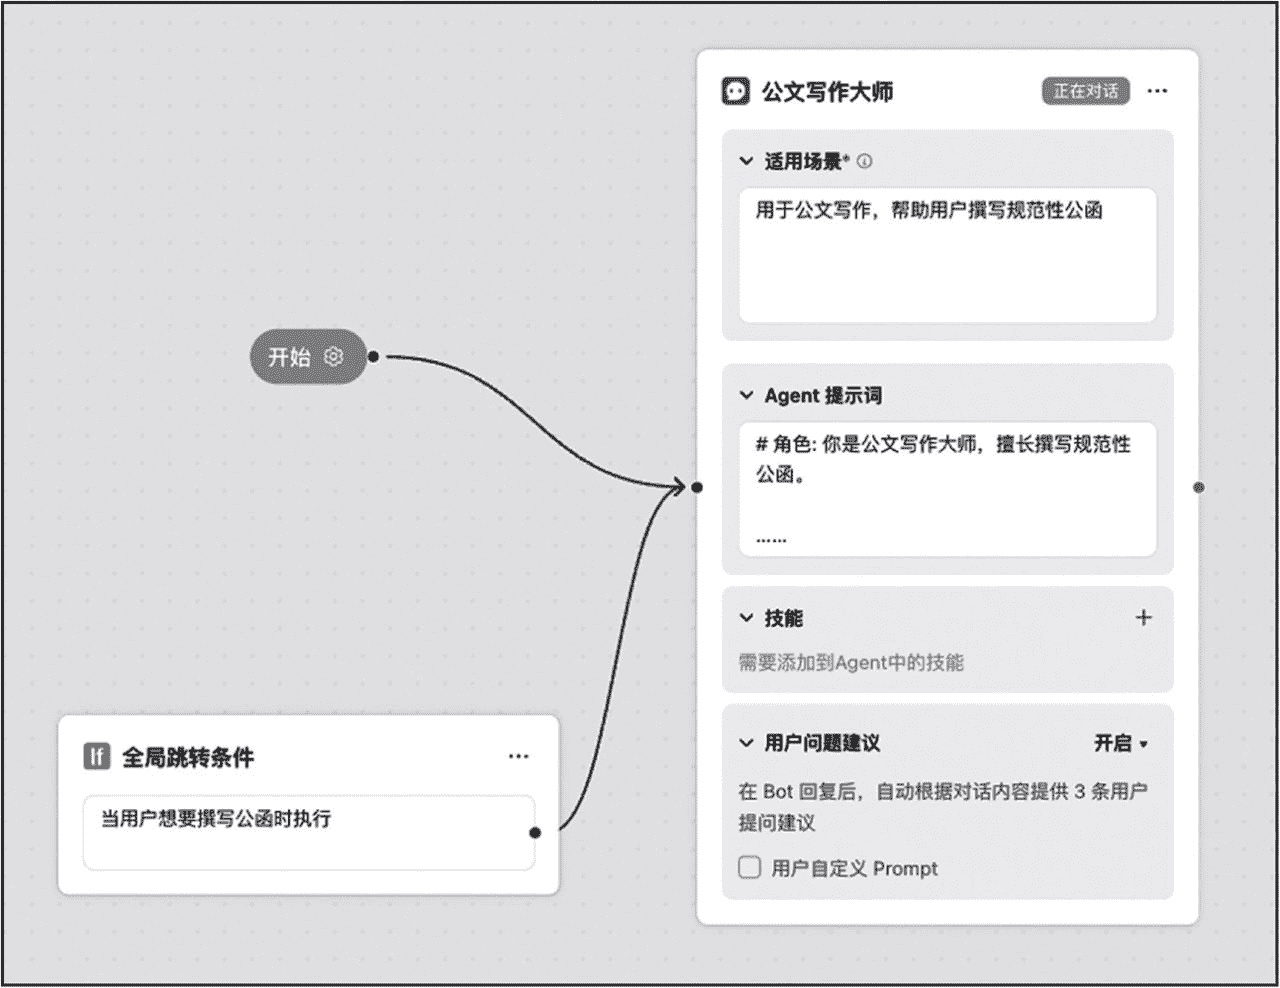 公文写作大师
正在对话
适用场景*
用于公文写作，帮助用户撰写规范性公函
开始
Agent 提示词
# 角色: 你是公文写作大师，擅长撰写规范性
公函。
……
技能
需要添加到Agent中的技能
If 全局跳转条件
当用户想要撰写公函时执行
用户问题建议
开启
在 Bot 回复后，自动根据对话内容提供 3 条用户
提问建议
用户自定义 Prompt